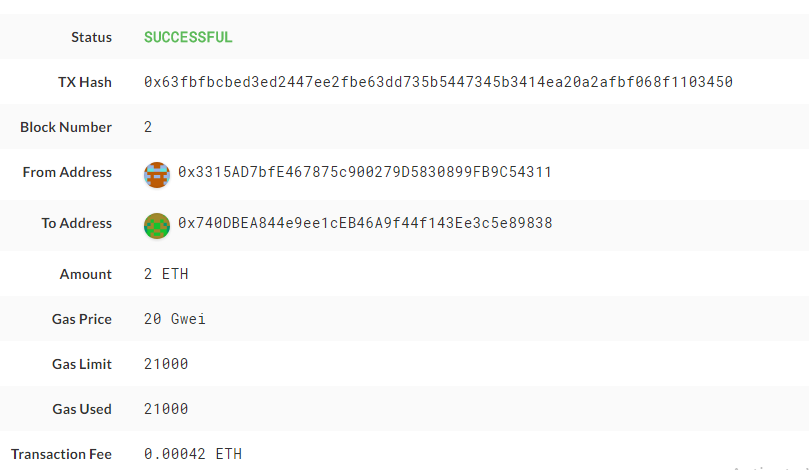 Status SUCCESSFUL
TX Hash 0x63fbfbcbed3ed2447ee2fbe63dd735b5447345b3414ea20a2afbf068f1103450
Block Number 2
From Address 0x3315AD7bfE467875c900279D5830899FB9C54311
To Address 0x740DBEA844e9ee1cEB46A9f44f143Ee3c5e89838
Amount 2 ETH
Gas Price 20 Gwei
Gas Limit 21000
Gas Used 21000
Transaction Fee 0.00042 ETH